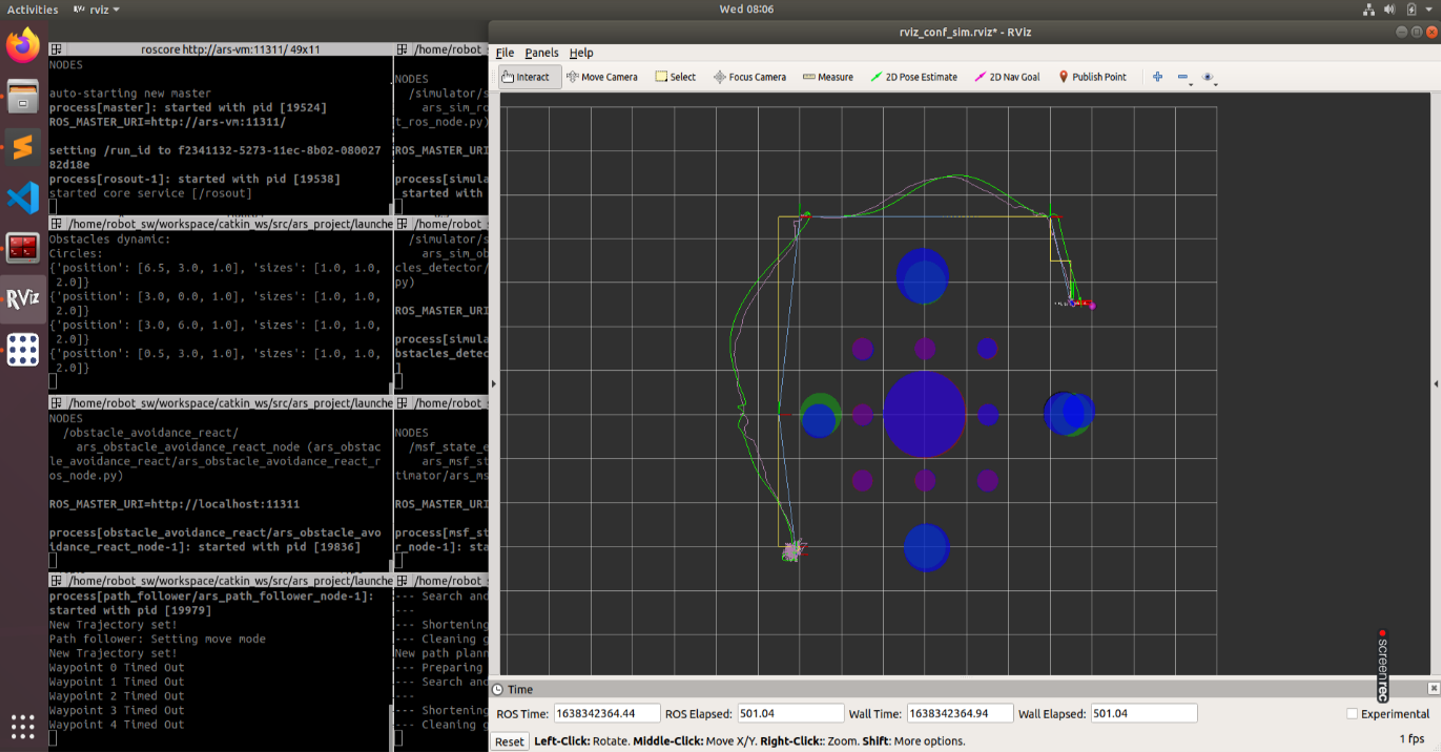 Activities
rviz
Wed 08:06
roscore http://ars-vm:11311/ 49x11
NODES
auto-starting new master
process[master]: started with pid [19524]
ROS_MASTER_URI=http://ars-vm:11311/
setting /run_id to f2341132-5273-11ec-8b02-080027
82d18e
process[rosout-1]: started with pid [19538]
started core service [/rosout]
/home/robot_s
NODES
/simulator/
ars_sim_ro
t_ros_node.py)
ROS_MASTER_URI
process[simula
started with
/home/robot_sw/workspace/catkin_ws/src/ars_project/launche
Obstacles dynamic:
Circles:
{'position': [6.5, 3.0, 1.0], 'sizes': [1.0, 1.0,
2.0]}
{'position': [3.0, 0.0, 1.0], 'sizes': [1.0, 1.0,
2.0]}
{'position': [3.0, 6.0, 1.0], 'sizes': [1.0, 1.0,
2.0]}
{'position': [0.5, 3.0, 1.0], 'sizes': [1.0, 1.0,
2.0]}
/home/robot_s
/simulator/s
ars_sim_ob
cles_detector/
py)
ROS_MASTER_URI
process[simula
bstacles_detec
]
/home/robot_sw/workspace/catkin_ws/src/ars_project/launche
NODES
/obstacle_avoidance_react/
ars_obstacle_avoidance_react_node (ars_obstac
le_avoidance_react/ars_obstacle_avoidance_react_r
os_node.py)
ROS_MASTER_URI=http://localhost:11311
process[obstacle_avoidance_react/ars_obstacle_avo
idance_react_node-1]: started with pid [19836]
/home/robot_s
NODES
/msf_state_e
ars_msf_st
timator/ars_ms
ROS_MASTER_URI
process[msf_st
r_node-1]: sta
/home/robot_sw/workspace/catkin_ws/src/ars_project/launche
process[path_follower/ars_path_follower_node-1]:
started with pid [19979]
New Trajectory set!
Path follower: Setting move mode
New Trajectory set!
Waypoint 0 Timed Out
Waypoint 1 Timed Out
Waypoint 2 Timed Out
Waypoint 3 Timed Out
Waypoint 4 Timed Out
/home/robot_s
--- Search and
---
--- Shortening
--- Cleaning g
New path plann
--- Preparing
--- Search and
---
--- Shortening
--- Cleaning g
RViz
rviz_conf_sim.rviz* - RViz
File Panels Help
Interact Move Camera Select Focus Camera Measure 2D Pose Estimate 2D Nav Goal Publish Point
screenrec
Time
ROS Time: 1638342364.44 ROS Elapsed: 501.04 Wall Time: 1638342364.94 Wall Elapsed: 501.04 Experimental
Reset Left-Click: Rotate. Middle-Click: Move X/Y. Right-Click:: Zoom. Shift: More options. 1 fps